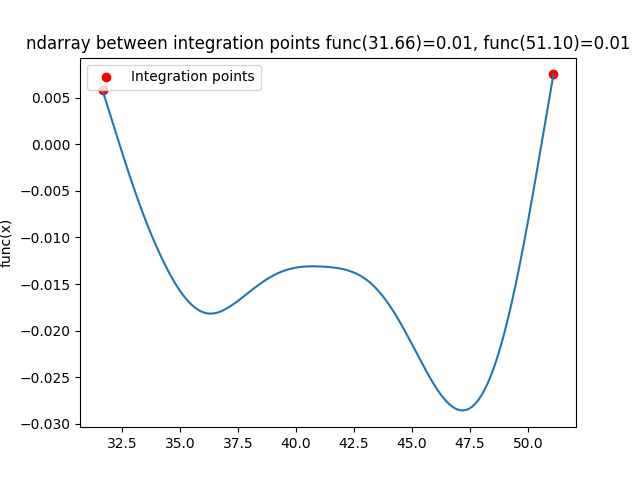 ndarray between integration points func(31.66)=0.01, func(51.10)=0.01
Integration points
0.005
0.000
−0.005
−0.010
−0.015
−0.020
−0.025
−0.030
func(x)
32.5 35.0 37.5 40.0 42.5 45.0 47.5 50.0